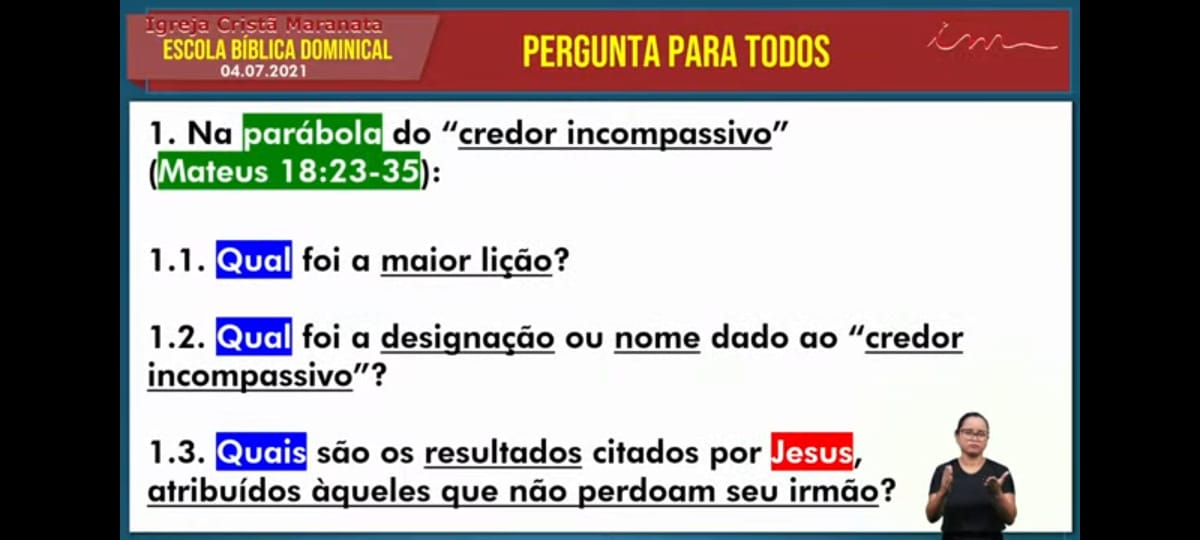 Igreja Cristã Maranata
ESCOLA BÍBLICA DOMINICAL
04.07.2021
PERGUNTA PARA TODOS
im
1. Na parábola do “credor incompassivo”
(Mateus 18:23-35):
1.1. Qual foi a maior lição?
1.2. Qual foi a designação ou nome dado ao “credor
incompassivo”?
1.3. Quais são os resultados citados por Jesus,
atribuídos àqueles que não perdoam seu irmão?